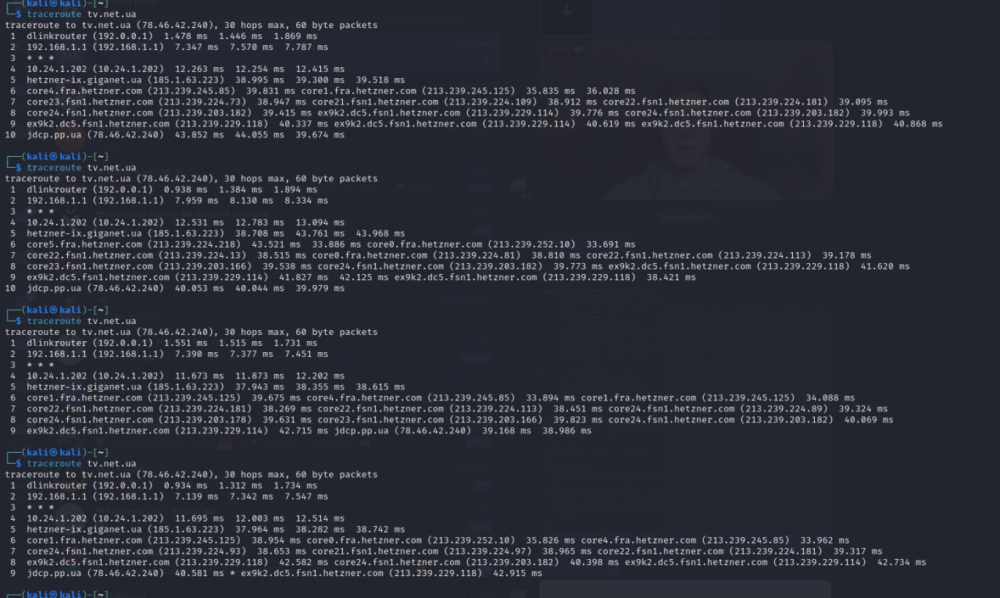 ┌──(kali㉿kali)-[~]
└─$ traceroute tv.net.ua
traceroute to tv.net.ua (78.46.42.240), 30 hops max, 60 byte packets
 1  dlinkrouter (192.0.0.1)  1.478 ms  1.446 ms  1.869 ms
 2  192.168.1.1 (192.168.1.1)  7.347 ms  7.570 ms  7.787 ms
 3  * * *
 4  10.24.1.202 (10.24.1.202)  12.263 ms  12.254 ms  12.415 ms
 5  hetzner-ix.giganet.ua (185.1.63.223)  38.995 ms  39.300 ms  39.518 ms
 6  core4.fra.hetzner.com (213.239.245.85)  39.831 ms core1.fra.hetzner.com (213.239.245.125)  35.835 ms  36.028 ms
 7  core23.fsn1.hetzner.com (213.239.224.73)  38.947 ms core21.fsn1.hetzner.com (213.239.224.109)  38.912 ms core22.fsn1.hetzner.com (213.239.224.181)  39.095 ms
 8  core24.fsn1.hetzner.com (213.239.203.182)  39.415 ms ex9k2.dc5.fsn1.hetzner.com (213.239.229.114)  39.776 ms core24.fsn1.hetzner.com (213.239.203.182)  39.993 ms
 9  ex9k2.dc5.fsn1.hetzner.com (213.239.229.118)  40.337 ms ex9k2.dc5.fsn1.hetzner.com (213.239.229.114)  40.619 ms ex9k2.dc5.fsn1.hetzner.com (213.239.229.118)  40.868 ms
10  jdcp.pp.ua (78.46.42.240)  43.852 ms  44.055 ms  39.674 ms
┌──(kali㉿kali)-[~]
└─$ traceroute tv.net.ua
traceroute to tv.net.ua (78.46.42.240), 30 hops max, 60 byte packets
 1  dlinkrouter (192.0.0.1)  0.938 ms  1.384 ms  1.894 ms
 2  192.168.1.1 (192.168.1.1)  7.959 ms  8.130 ms  8.334 ms
 3  * * *
 4  10.24.1.202 (10.24.1.202)  12.531 ms  12.783 ms  13.094 ms
 5  hetzner-ix.giganet.ua (185.1.63.223)  38.708 ms  43.761 ms  43.968 ms
 6  core5.fra.hetzner.com (213.239.224.218)  43.521 ms  33.886 ms core0.fra.hetzner.com (213.239.252.10)  33.691 ms
 7  core22.fsn1.hetzner.com (213.239.224.13)  38.515 ms core0.fra.hetzner.com (213.239.224.81)  38.810 ms core22.fsn1.hetzner.com (213.239.224.113)  39.178 ms
 8  core23.fsn1.hetzner.com (213.239.203.166)  39.538 ms core24.fsn1.hetzner.com (213.239.203.182)  39.773 ms ex9k2.dc5.fsn1.hetzner.com (213.239.229.118)  41.620 ms
 9  ex9k2.dc5.fsn1.hetzner.com (213.239.229.114)  41.827 ms  42.125 ms ex9k2.dc5.fsn1.hetzner.com (213.239.229.118)  38.421 ms
10  jdcp.pp.ua (78.46.42.240)  40.053 ms  40.044 ms  39.979 ms
┌──(kali㉿kali)-[~]
└─$ traceroute tv.net.ua
traceroute to tv.net.ua (78.46.42.240), 30 hops max, 60 byte packets
 1  dlinkrouter (192.0.0.1)  1.551 ms  1.515 ms  1.731 ms
 2  192.168.1.1 (192.168.1.1)  7.390 ms  7.377 ms  7.451 ms
 3  * * *
 4  10.24.1.202 (10.24.1.202)  11.673 ms  11.873 ms  12.202 ms
 5  hetzner-ix.giganet.ua (185.1.63.223)  37.943 ms  38.355 ms  38.615 ms
 6  core1.fra.hetzner.com (213.239.245.125)  39.675 ms core4.fra.hetzner.com (213.239.245.85)  33.894 ms core1.fra.hetzner.com (213.239.245.125)  34.088 ms
 7  core22.fsn1.hetzner.com (213.239.224.181)  38.269 ms core22.fsn1.hetzner.com (213.239.224.113)  38.451 ms core24.fsn1.hetzner.com (213.239.224.89)  39.324 ms
 8  core24.fsn1.hetzner.com (213.239.203.178)  39.631 ms core23.fsn1.hetzner.com (213.239.203.166)  39.823 ms core24.fsn1.hetzner.com (213.239.203.182)  40.069 ms
 9  ex9k2.dc5.fsn1.hetzner.com (213.239.229.114)  42.715 ms jdcp.pp.ua (78.46.42.240)  39.168 ms  38.986 ms
┌──(kali㉿kali)-[~]
└─$ traceroute tv.net.ua
traceroute to tv.net.ua (78.46.42.240), 30 hops max, 60 byte packets
 1  dlinkrouter (192.0.0.1)  0.934 ms  1.312 ms  1.734 ms
 2  192.168.1.1 (192.168.1.1)  7.139 ms  7.342 ms  7.547 ms
 3  * * *
 4  10.24.1.202 (10.24.1.202)  11.695 ms  12.003 ms  12.514 ms
 5  hetzner-ix.giganet.ua (185.1.63.223)  37.964 ms  38.282 ms  38.742 ms
 6  core1.fra.hetzner.com (213.239.245.125)  38.954 ms core0.fra.hetzner.com (213.239.252.10)  35.826 ms core4.fra.hetzner.com (213.239.245.85)  33.962 ms
 7  core24.fsn1.hetzner.com (213.239.224.93)  38.653 ms core21.fsn1.hetzner.com (213.239.224.97)  38.965 ms core22.fsn1.hetzner.com (213.239.224.181)  39.317 ms
 8  ex9k2.dc5.fsn1.hetzner.com (213.239.229.118)  42.582 ms core24.fsn1.hetzner.com (213.239.203.182)  40.398 ms ex9k2.dc5.fsn1.hetzner.com (213.239.229.114)  42.734 ms
 9  jdcp.pp.ua (78.46.42.240)  40.581 ms * ex9k2.dc5.fsn1.hetzner.com (213.239.229.118)  42.915 ms
┌──(kali㉿kali)-[~]